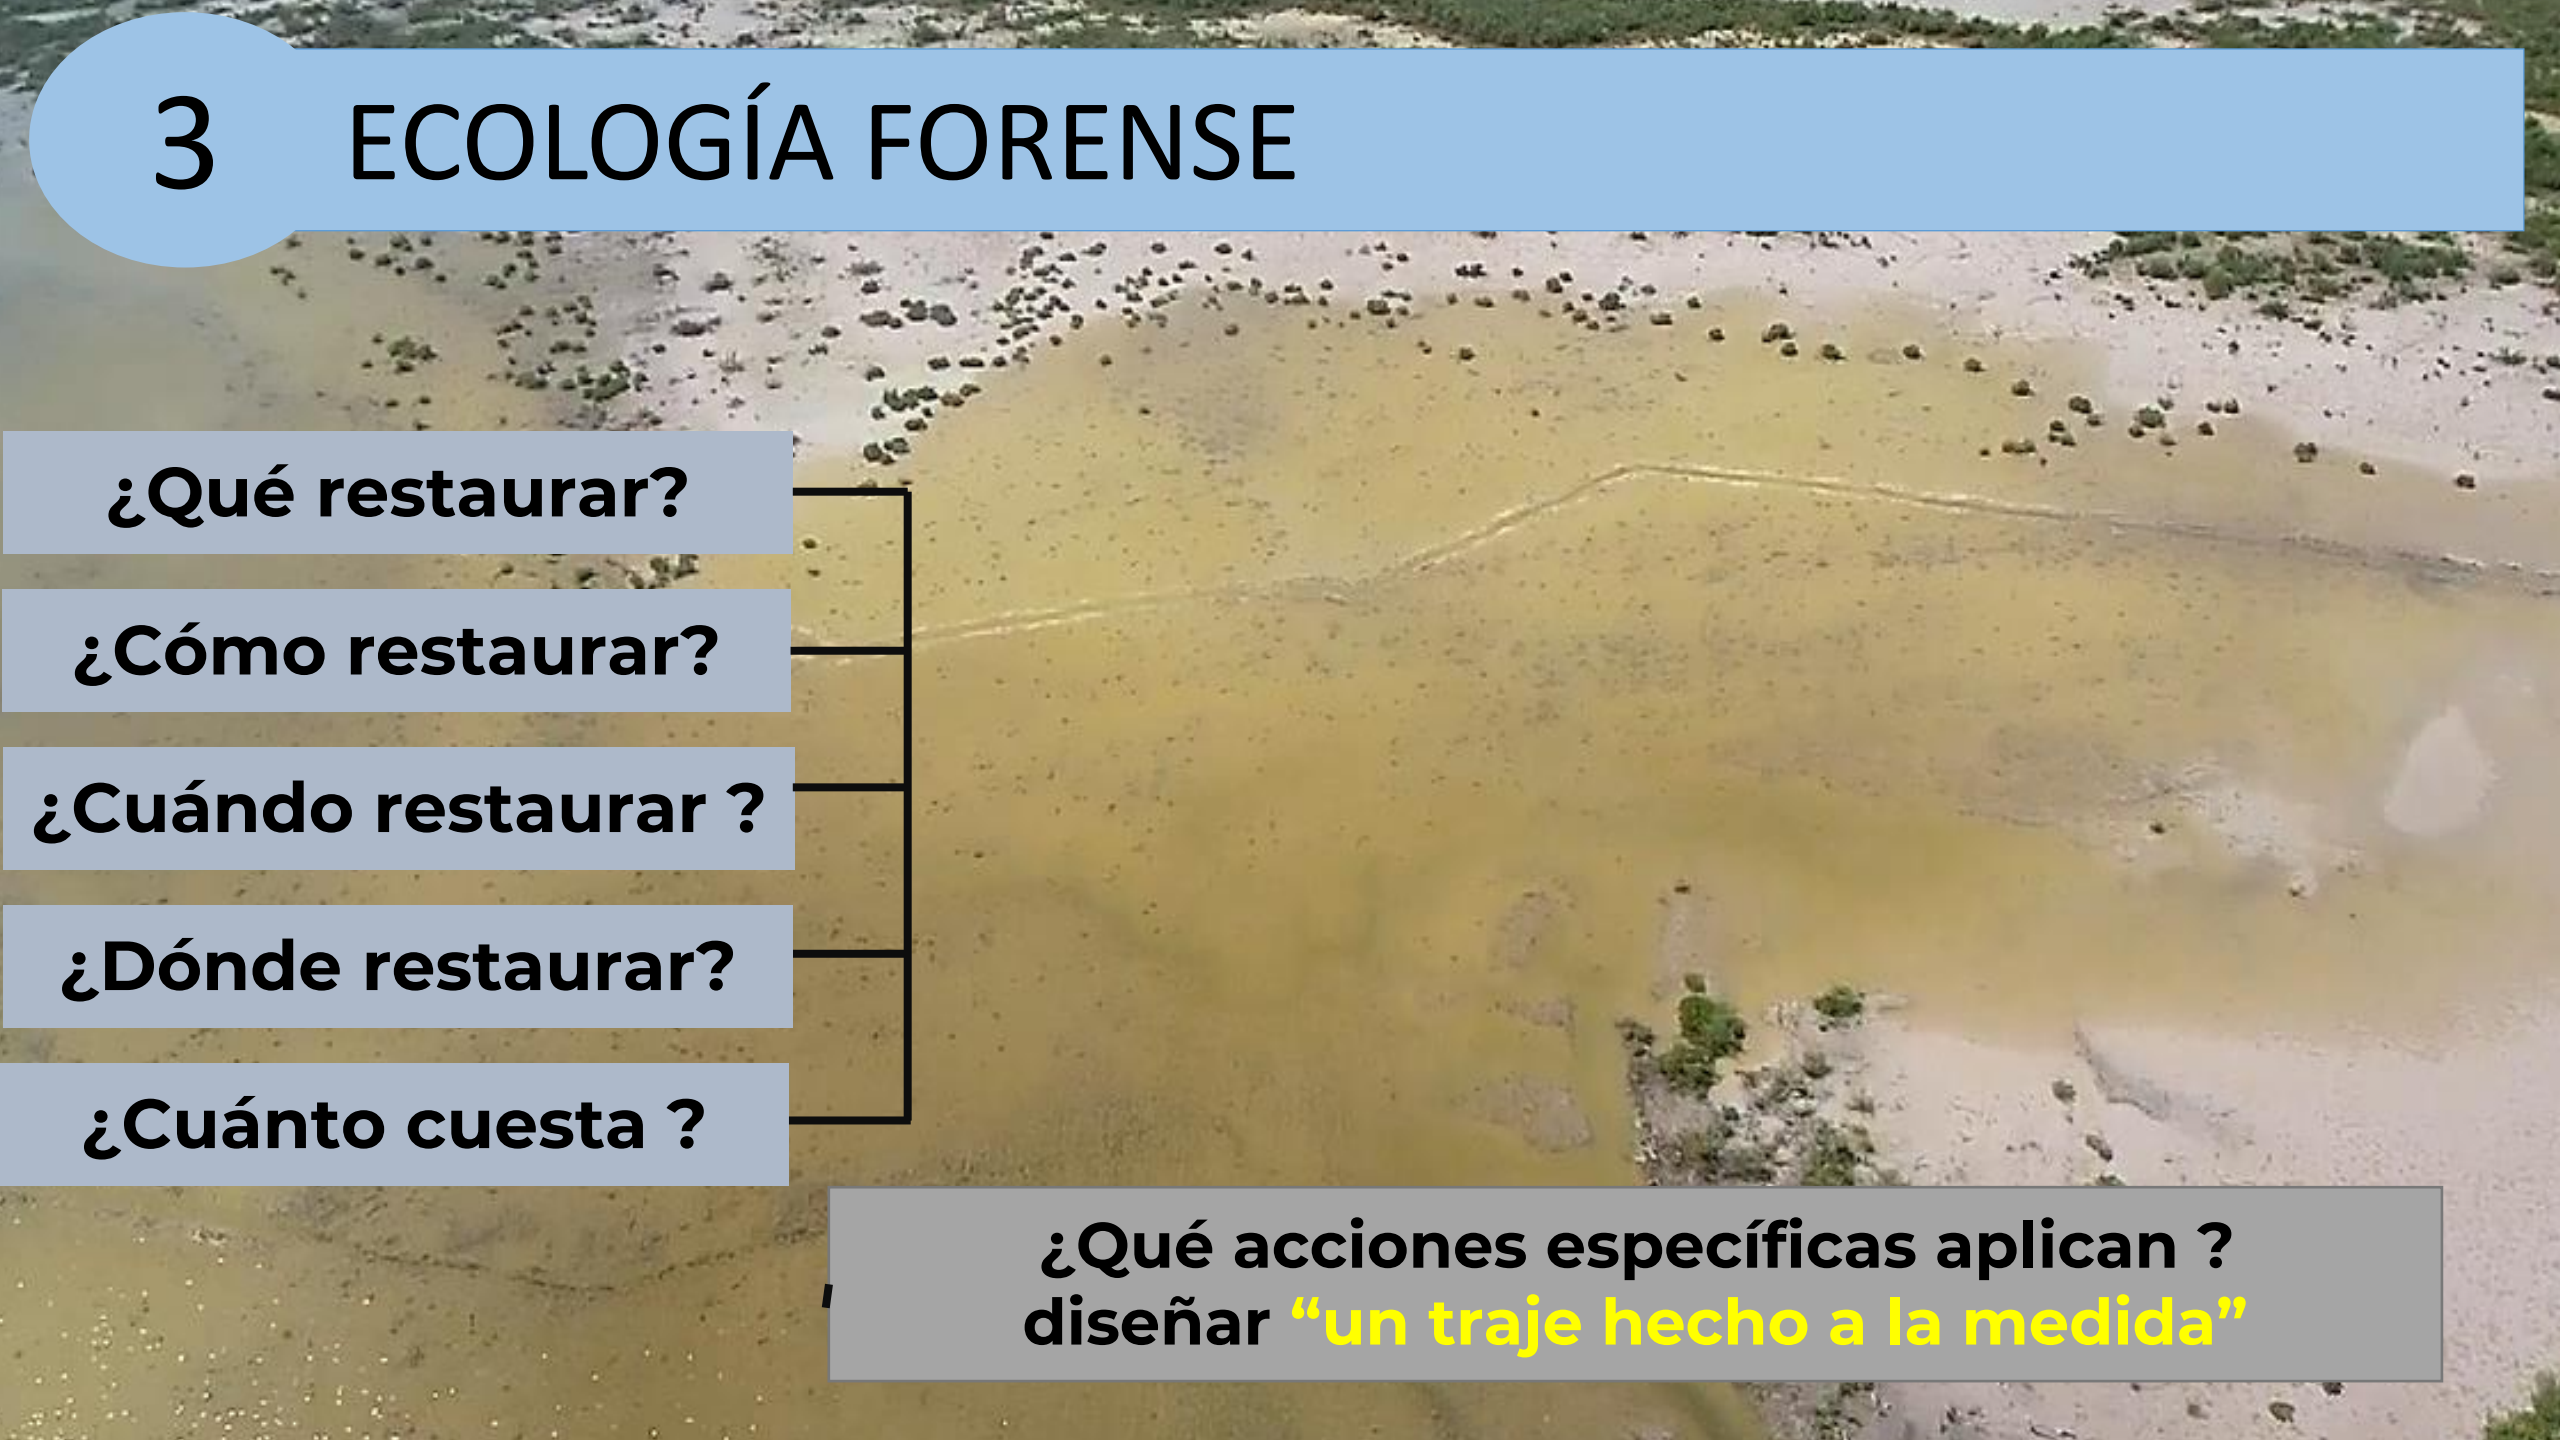 3 ECOLOGÍA FORENSE
¿Qué restaurar?
¿Cómo restaurar?
¿Cuándo restaurar ?
¿Dónde restaurar?
¿Cuánto cuesta ?
¿Qué acciones específicas aplican ?
diseñar “un traje hecho a la medida”